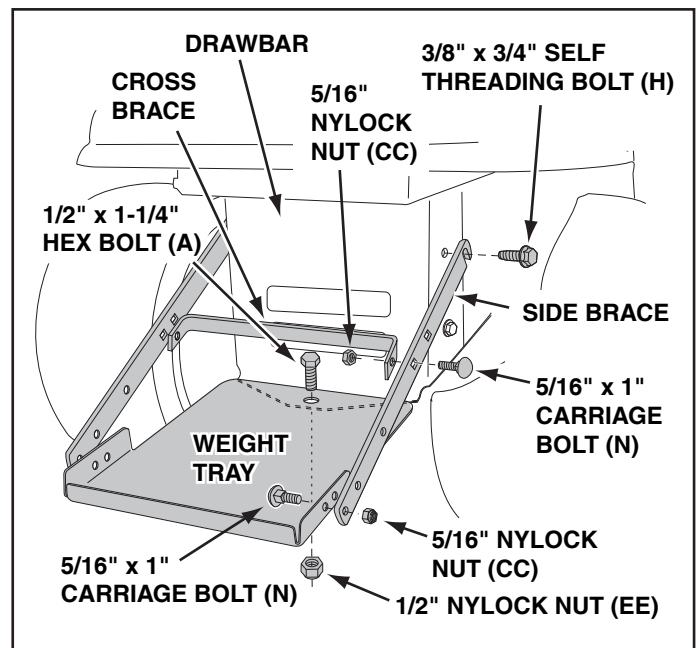 DRAWBAR
3/8" x 3/4" SELF
THREADING BOLT (H)
CROSS
BRACE
5/16"
NYLOCK
NUT (CC)
1/2" x 1-1/4"
HEX BOLT (A)
SIDE BRACE
5/16" x 1"
CARRIAGE
BOLT (N)
WEIGHT
TRAY
5/16" NYLOCK
NUT (CC)
5/16" x 1"
CARRIAGE BOLT (N)
1/2" NYLOCK NUT (EE)